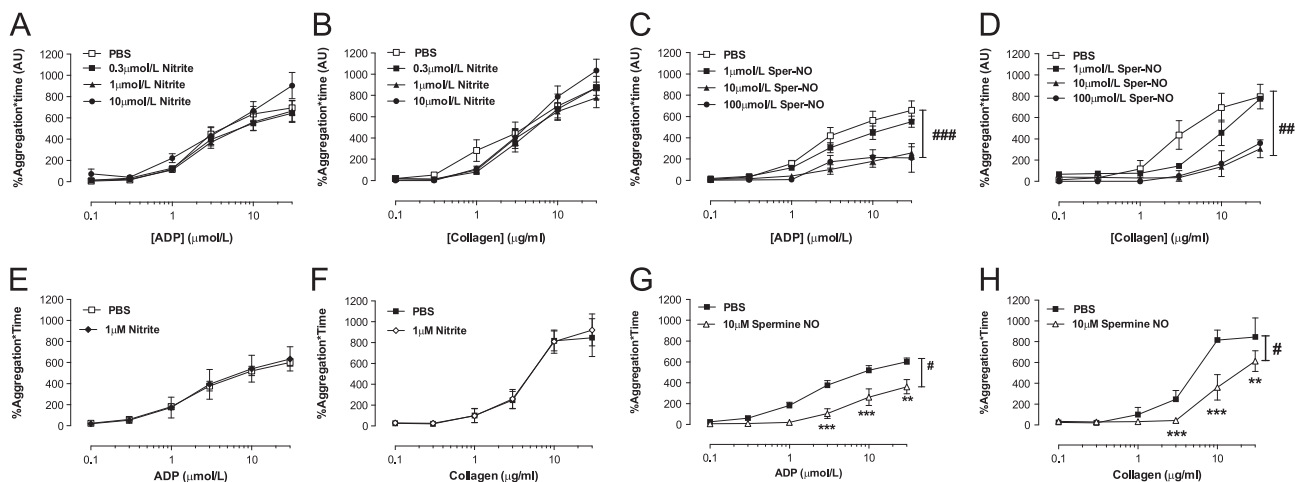 A
PBS
0.3μmol/L Nitrite
1μmol/L Nitrite
10μmol/L Nitrite
%Aggregation*time (AU)
1200
1000
800
600
400
200
0
0.1
1
10
[ADP] (μmol/L)
B
PBS
0.3μmol/L Nitrite
1μmol/L Nitrite
10μmol/L Nitrite
%Aggregation*time (AU)
1200
1000
800
600
400
200
0
0.1
1
10
[Collagen] (μg/ml)
C
PBS
1μmol/L Sper-NO
10μmol/L Sper-NO
100μmol/L Sper-NO
%Aggregation*time (AU)
1200
1000
800
600
400
200
0
###
0.1
1
10
[ADP] (μmol/L)
D
PBS
1μmol/L Sper-NO
10μmol/L Sper-NO
100μmol/L Sper-NO
%Aggregation*time (AU)
1200
1000
800
600
400
200
0
##
0.1
1
10
[Collagen] (μg/ml)
E
PBS
1μM Nitrite
%Aggregation*Time
1200
1000
800
600
400
200
0
0.1
1
10
ADP (μmol/L)
F
PBS
1μM Nitrite
%Aggregation*Time
1200
1000
800
600
400
200
0
0.1
1
10
Collagen (μg/ml)
G
PBS
10μM Spermine NO
%Aggregation*Time
1200
1000
800
600
400
200
0
#
***
***
**
0.1
1
10
ADP (μmol/L)
H
PBS
10μM Spermine NO
%Aggregation*Time
1200
1000
800
600
400
200
0
#
***
***
**
0.1
1
10
Collagen (μg/ml)